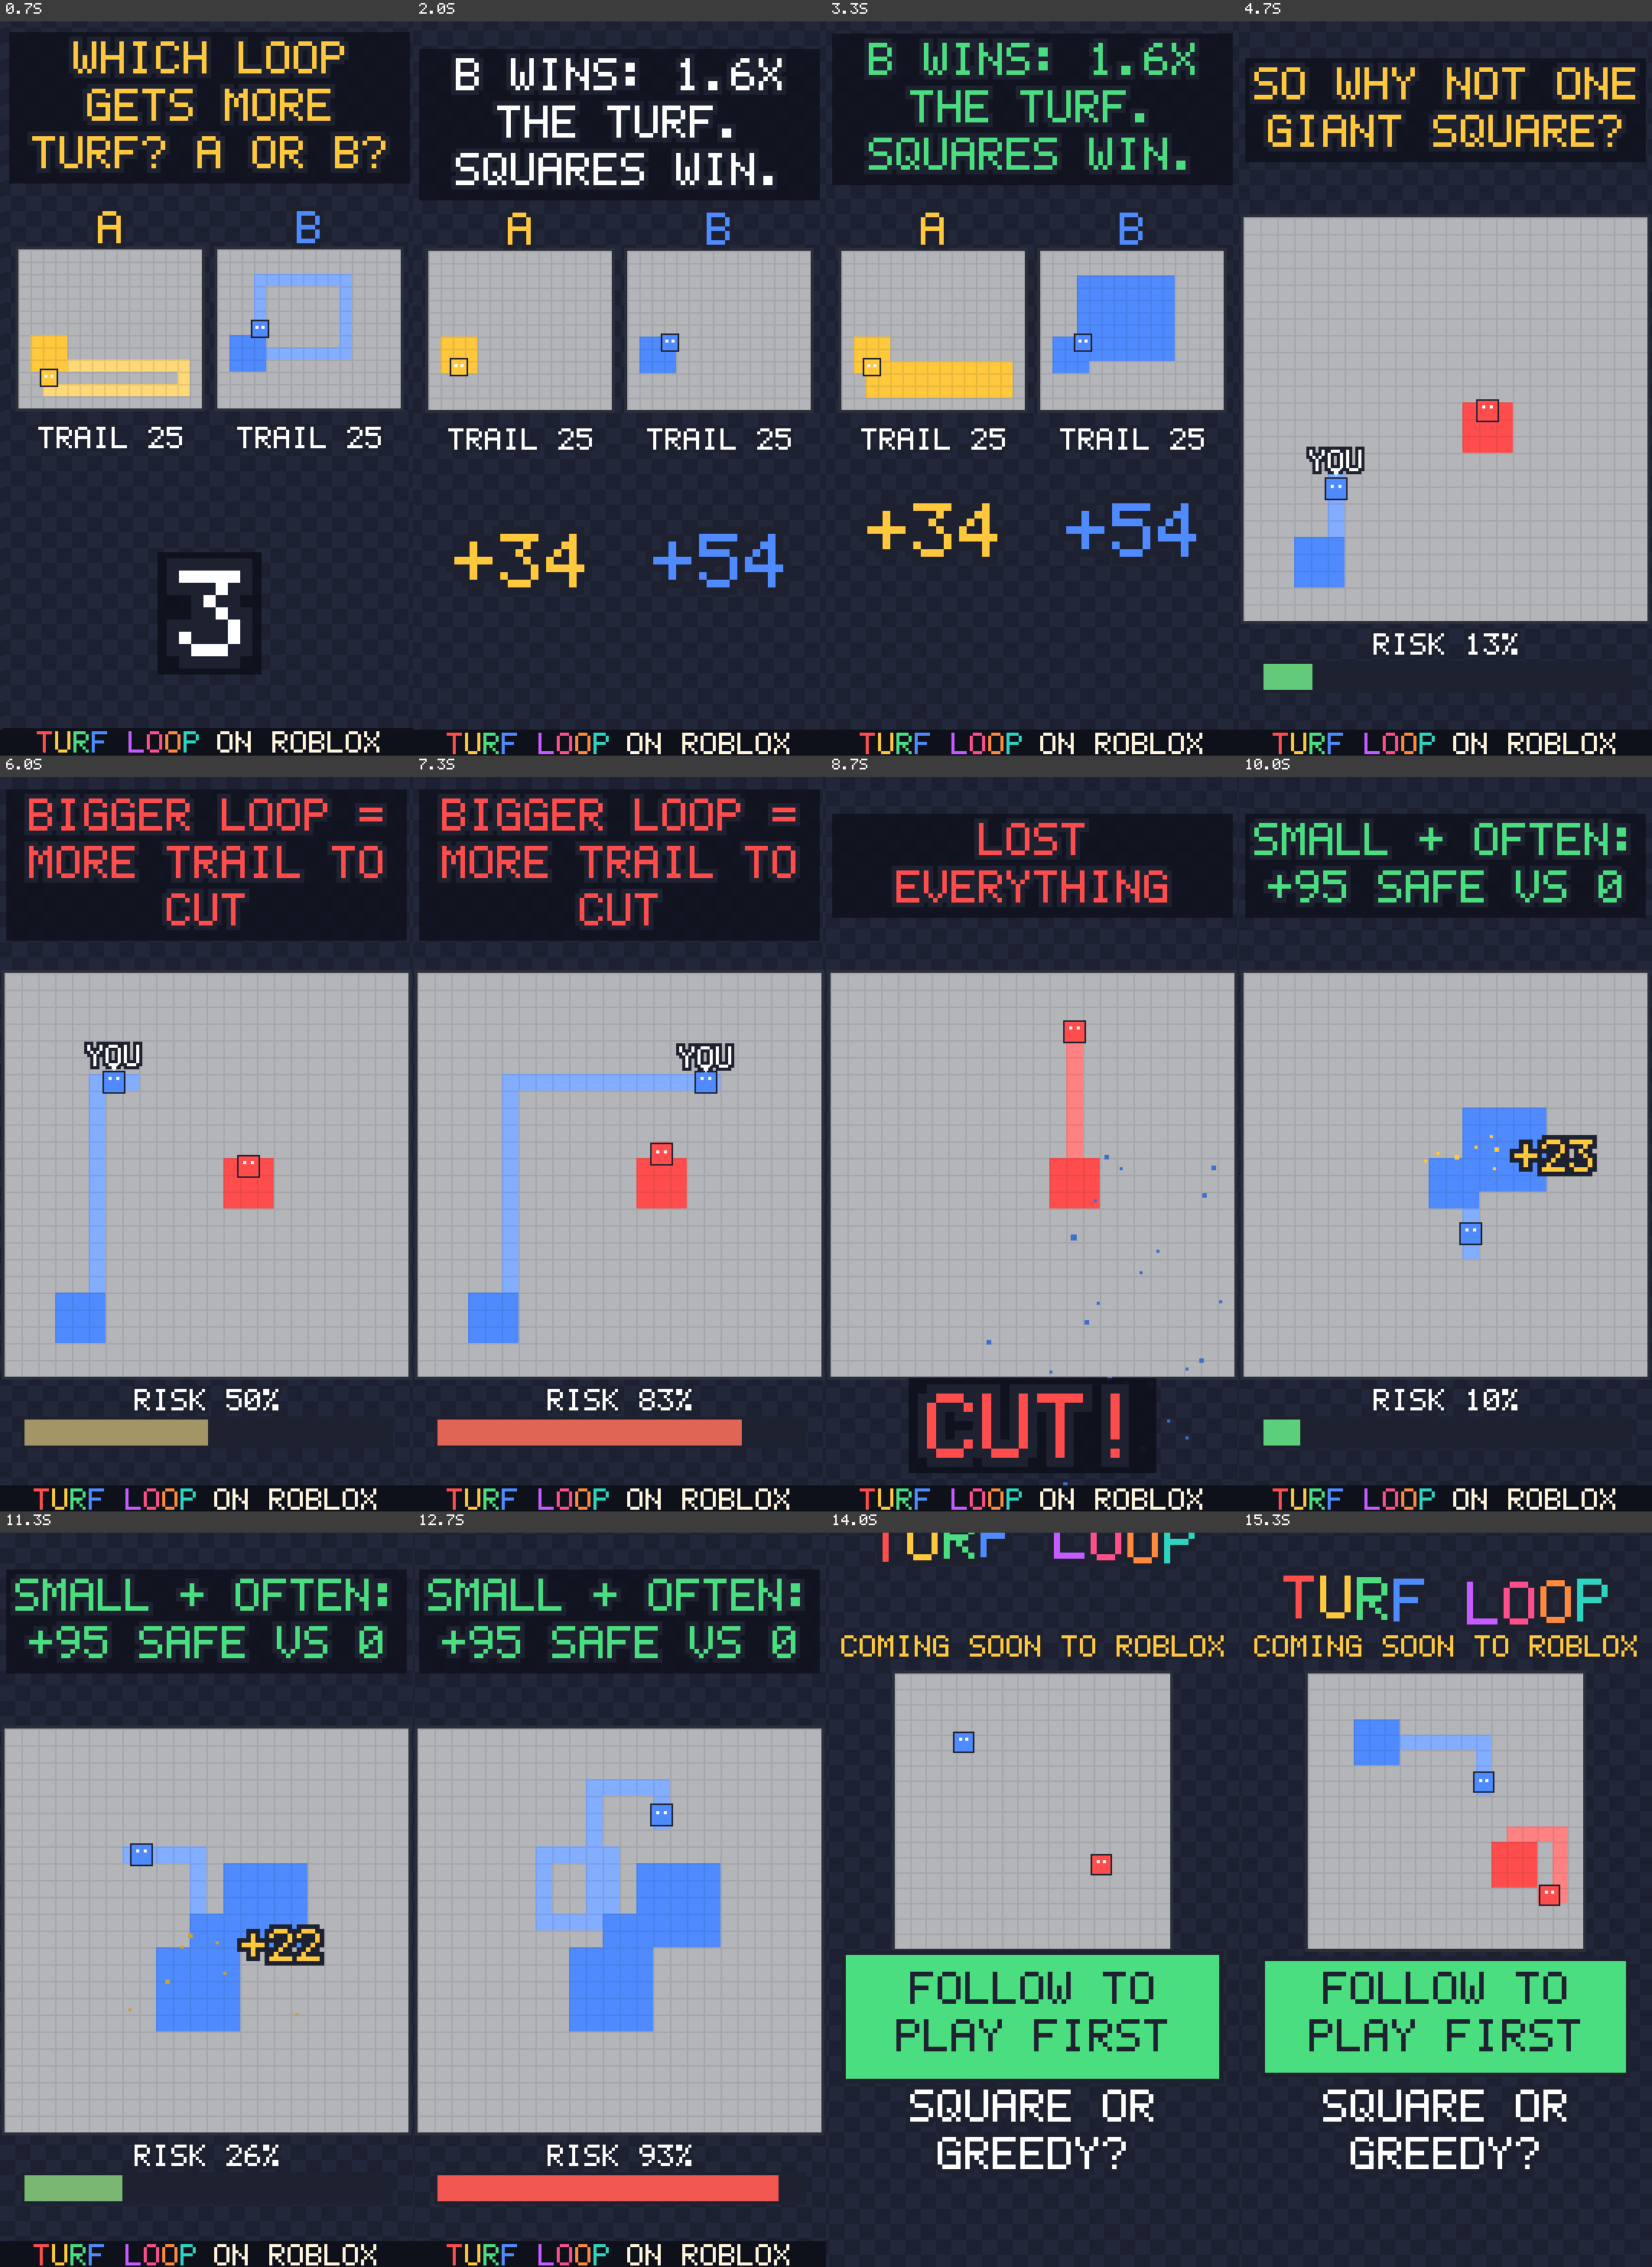 0.7S
WHICH LOOP
GETS MORE
TURF? A OR B?
A
B
TRAIL 25
TRAIL 25
3
TURF LOOP ON ROBLOX
2.0S
B WINS: 1.6X
THE TURF.
SQUARES WIN.
A
B
TRAIL 25
TRAIL 25
+34
+54
TURF LOOP ON ROBLOX
3.3S
B WINS: 1.6X
THE TURF.
SQUARES WIN.
A
B
TRAIL 25
TRAIL 25
+34
+54
TURF LOOP ON ROBLOX
4.7S
SO WHY NOT ONE
GIANT SQUARE?
YOU
RISK 13%
TURF LOOP ON ROBLOX
6.0S
BIGGER LOOP =
MORE TRAIL TO
CUT
YOU
RISK 50%
TURF LOOP ON ROBLOX
7.3S
BIGGER LOOP =
MORE TRAIL TO
CUT
YOU
RISK 83%
TURF LOOP ON ROBLOX
8.7S
LOST
EVERYTHING
CUT!
TURF LOOP ON ROBLOX
10.0S
SMALL + OFTEN:
+95 SAFE VS 0
+23
RISK 10%
TURF LOOP ON ROBLOX
11.3S
SMALL + OFTEN:
+95 SAFE VS 0
+22
RISK 26%
TURF LOOP ON ROBLOX
12.7S
SMALL + OFTEN:
+95 SAFE VS 0
RISK 93%
TURF LOOP ON ROBLOX
14.0S
TURF LOOP
COMING SOON TO ROBLOX
FOLLOW TO
PLAY FIRST
SQUARE OR
GREEDY?
15.3S
TURF LOOP
COMING SOON TO ROBLOX
FOLLOW TO
PLAY FIRST
SQUARE OR
GREEDY?